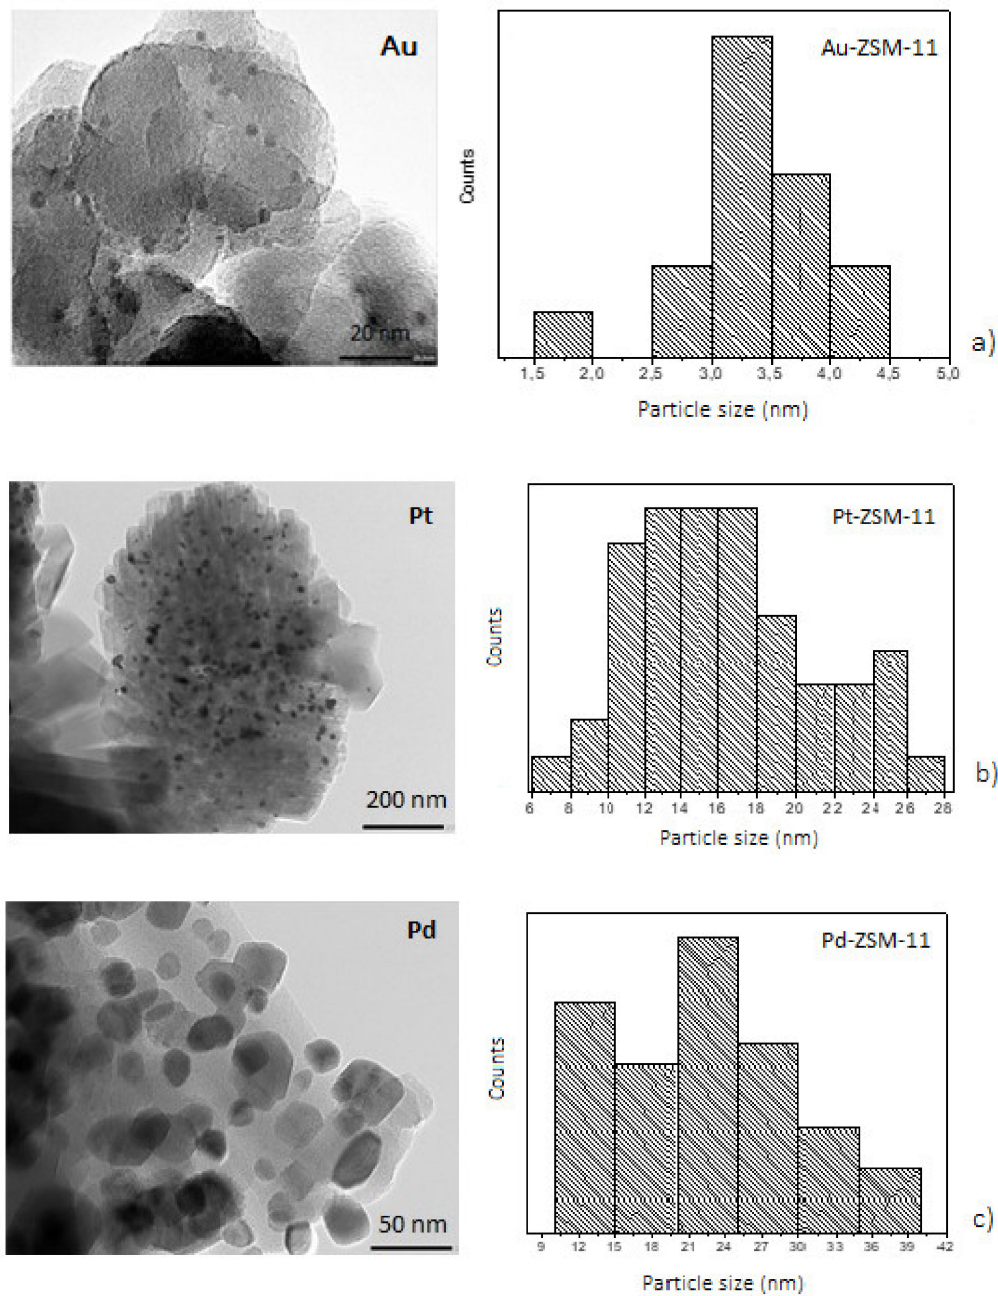 Au
20 nm
Au-ZSM-11
Counts
1,5 2,0 2,5 3,0 3,5 4,0 4,5 5,0
Particle size (nm)
a)
Pt
200 nm
Pt-ZSM-11
Counts
6 8 10 12 14 16 18 20 22 24 26 28
Particle size (nm)
b)
Pd
50 nm
Pd-ZSM-11
Counts
9 12 15 18 21 24 27 30 33 36 39 42
Particle size (nm)
c)